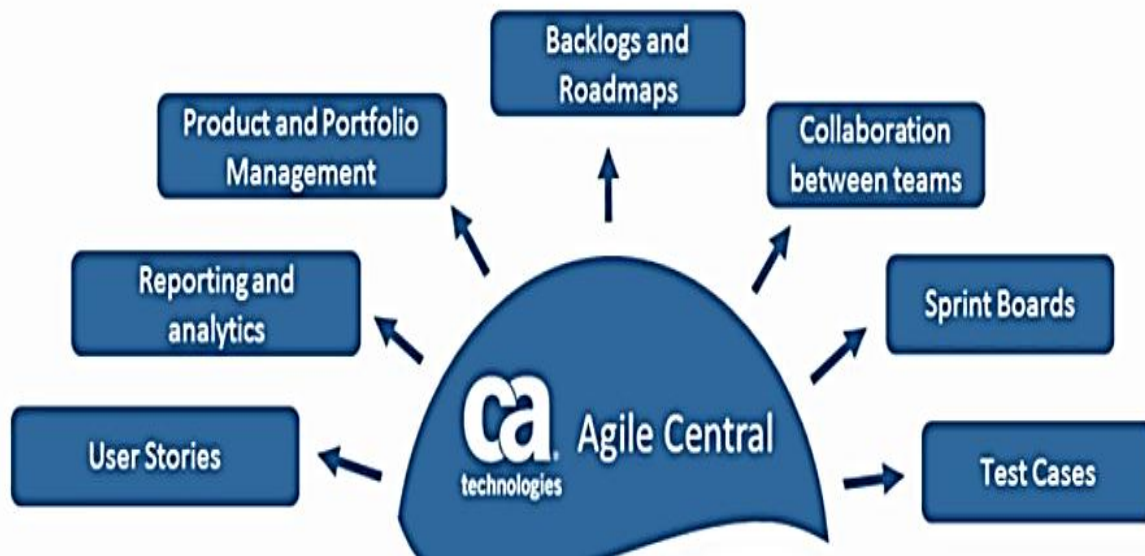 Backlogs and
Roadmaps
Product and Portfolio
Management
Collaboration
between teams
Reporting and
analytics
Sprint Boards
User Stories
ca
technologies
Agile Central
Test Cases